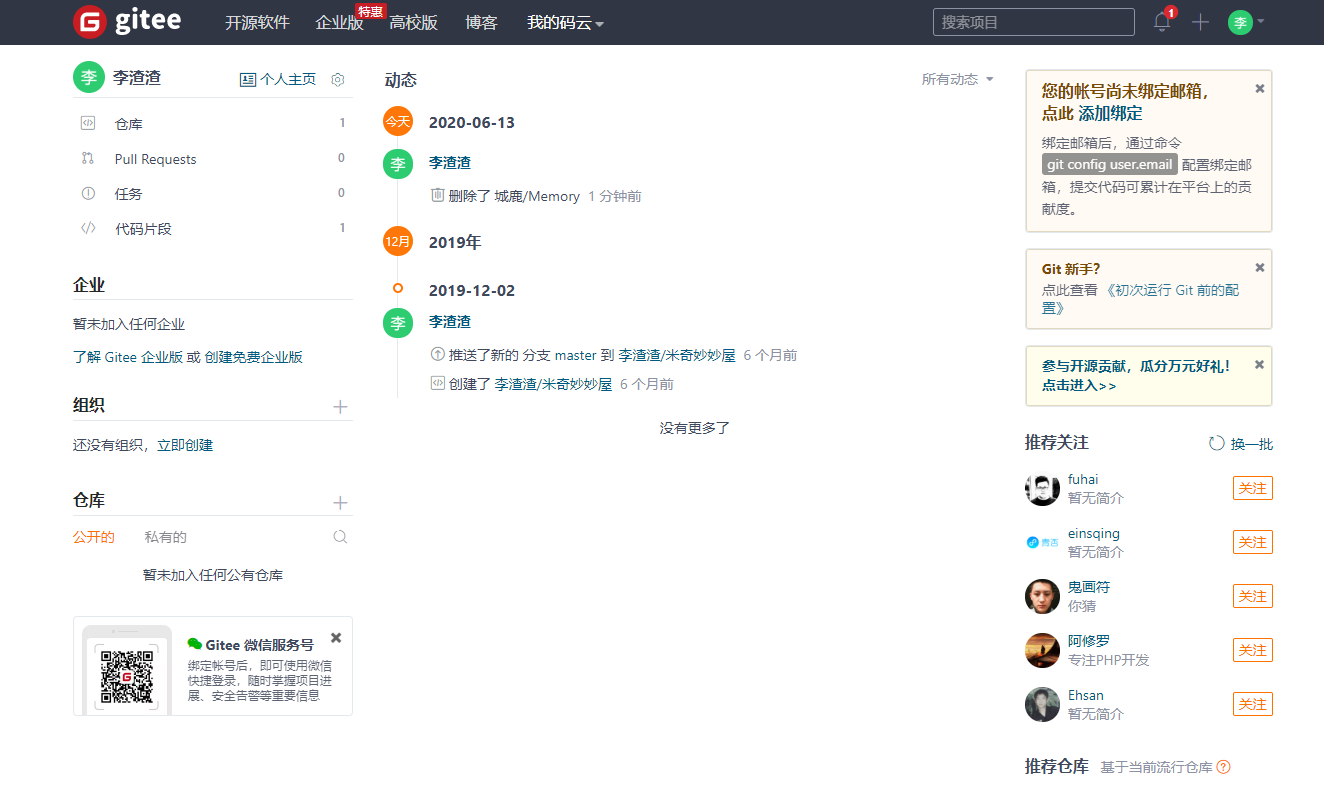 gitee
开源软件
企业版
特惠
高校版
博客
我的码云
搜索项目
1
李
李
李渣渣
个人主页
仓库
1
Pull Requests
0
任务
0
代码片段
1
企业
暂未加入任何企业
了解 Gitee 企业版 或 创建免费企业版
组织
还没有组织，立即创建
仓库
公开的
私有的
暂未加入任何公有仓库
Gitee 微信服务号
绑定帐号后，即可使用微信
快捷登录，随时掌握项目进
展、安全告警等重要信息
动态
所有动态
今天
2020-06-13
李
李渣渣
删除了 城鹿/Memory 1 分钟前
12月
2019年
2019-12-02
李
李渣渣
推送了新的 分支 master 到 李渣渣/米奇妙妙屋 6 个月前
创建了 李渣渣/米奇妙妙屋 6 个月前
没有更多了
您的帐号尚未绑定邮箱，
点此 添加绑定
绑定邮箱后，通过命令
git config user.email 配置绑定邮
箱，提交代码可累计在平台上的贡
献度。
Git 新手？
点此查看 《初次运行 Git 前的配
置》
参与开源贡献，瓜分万元好礼！
点击进入>>
推荐关注
换一批
fuhai
暂无简介
关注
einsqing
暂无简介
关注
鬼画符
你猜
关注
阿修罗
专注PHP开发
关注
Ehsan
暂无简介
关注
推荐仓库
基于当前流行仓库